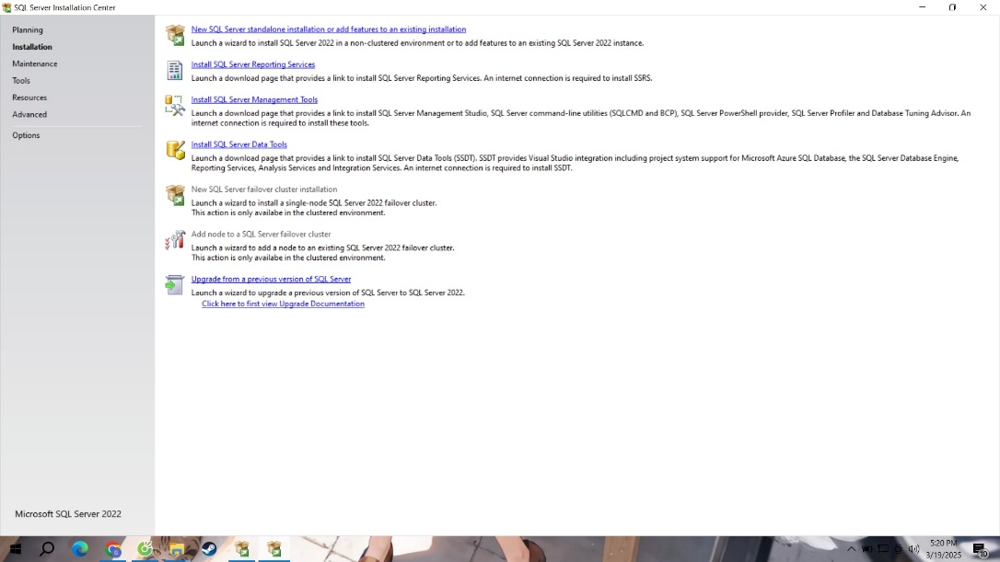 SQL Server Installation Center
Planning
Installation
Maintenance
Tools
Resources
Advanced
Options
New SQL Server standalone installation or add features to an existing installation
Launch a wizard to install SQL Server 2022 in a non-clustered environment or to add features to an existing SQL Server 2022 instance.
Install SQL Server Reporting Services
Launch a download page that provides a link to install SQL Server Reporting Services. An internet connection is required to install SSRS.
Install SQL Server Management Tools
Launch a download page that provides a link to install SQL Server Management Studio, SQL Server command-line utilities (SQLCMD and BCP), SQL Server PowerShell provider, SQL Server Profiler and Database Tuning Advisor. An
internet connection is required to install these tools.
Install SQL Server Data Tools
Launch a download page that provides a link to install SQL Server Data Tools (SSDT). SSDT provides Visual Studio integration including project system support for Microsoft Azure SQL Database, the SQL Server Database Engine,
Reporting Services, Analysis Services and Integration Services. An internet connection is required to install SSDT.
New SQL Server failover cluster installation
Launch a wizard to install a single-node SQL Server 2022 failover cluster.
This action is only availabe in the clustered environment.
Add node to a SQL Server failover cluster
Launch a wizard to add a node to an existing SQL Server 2022 failover cluster.
This action is only availabe in the clustered environment.
Upgrade from a previous version of SQL Server
Launch a wizard to upgrade a previous version of SQL Server to SQL Server 2022.
Click here to first view Upgrade Documentation
Microsoft SQL Server 2022
5:20 PM
3/19/2025
10